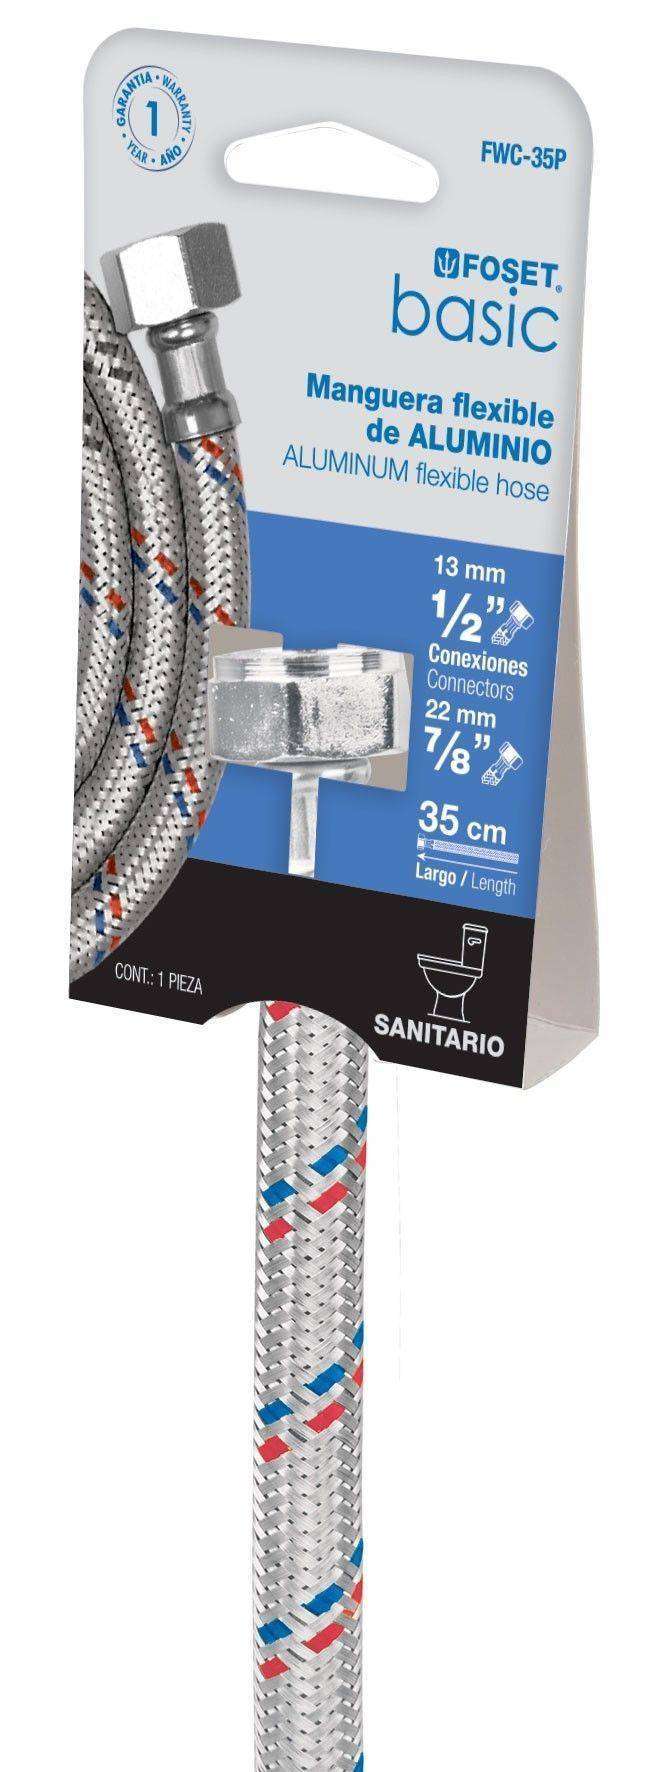 GARANTIA • WARRANTY
1
YEAR • AÑO
FWC-35P
FOSET®
basic
Manguera flexible
de ALUMINIO
ALUMINUM flexible hose
13 mm
1/2”
Conexiones
Connectors
22 mm
7/8”
35 cm
Largo / Length
CONT.: 1 PIEZA
SANITARIO